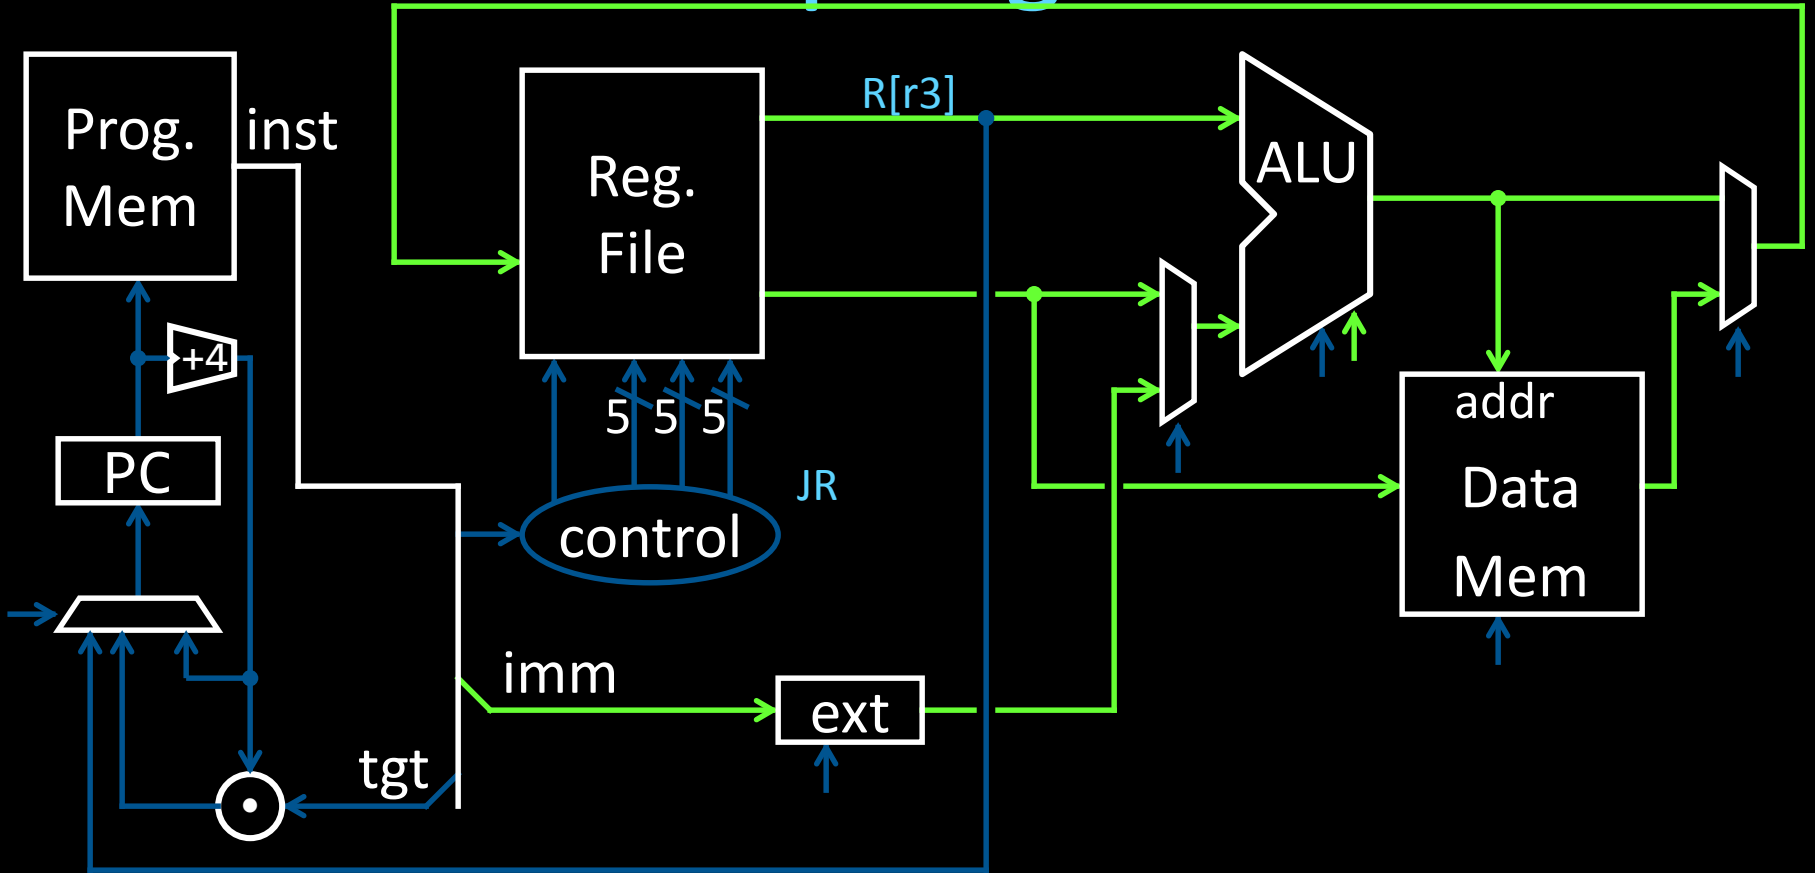 Prog.
Mem
inst
R[r3]
Reg.
File
ALU
+4
5 5 5
addr
PC
JR
Data
control
Mem
imm
ext
tgt